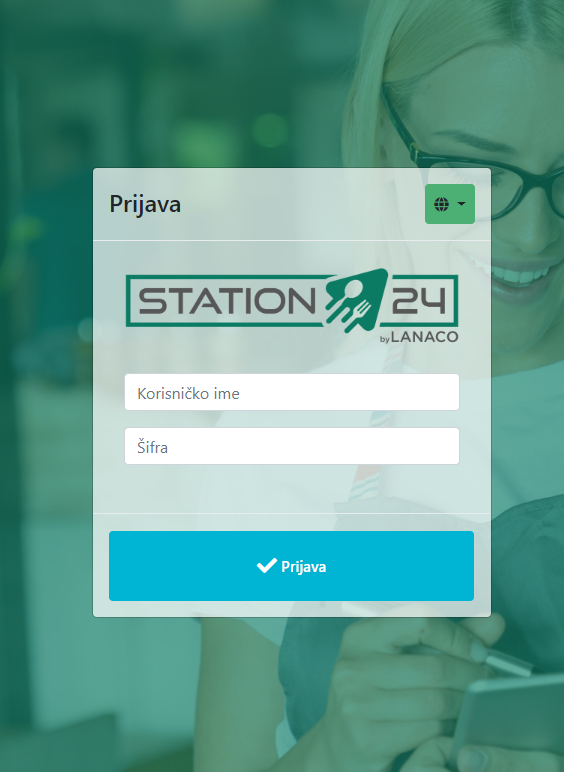 Prijava
STATION 24
by LANACO
Korisničko ime
Šifra
Prijava